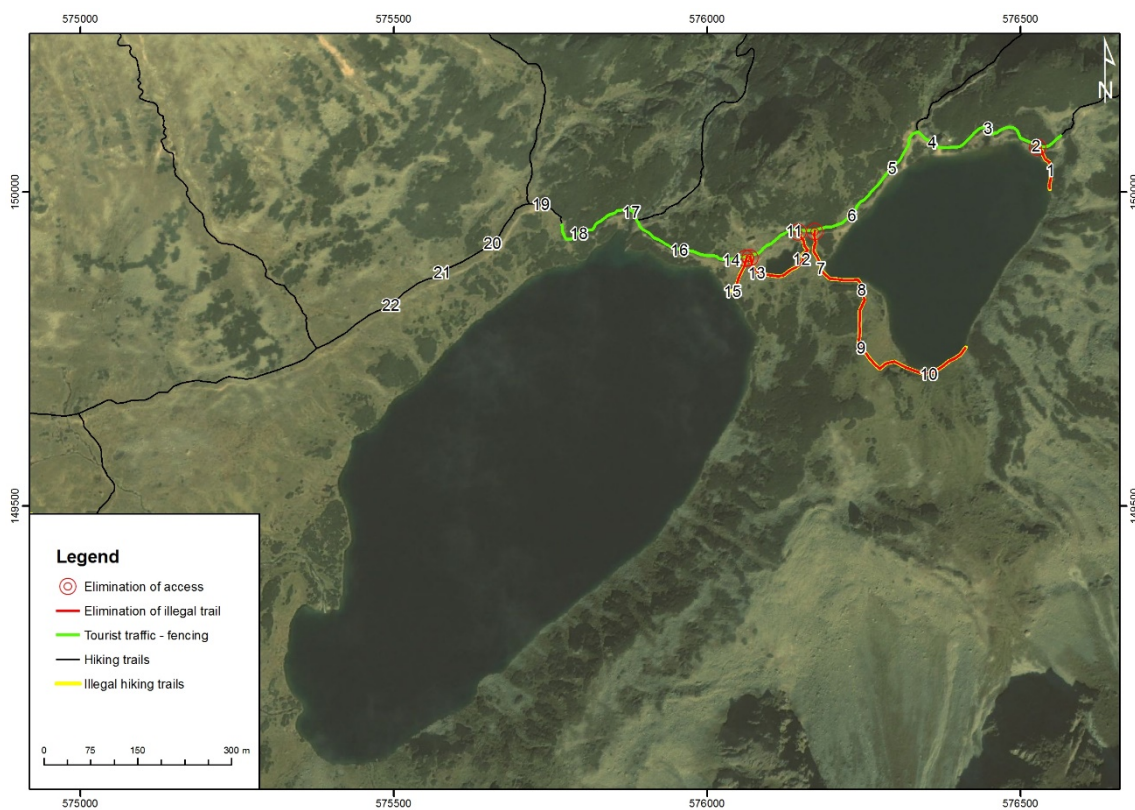 575000 575500 576000 576500
N
3
4
2
5
1
150000
150000
19
17
6
18
11
20
16
12
14
13
7
21
15
8
22
9
10
149500
149500
Legend
Elimination of access
Elimination of illegal trail
Tourist traffic - fencing
Hiking trails
Illegal hiking trails
0 75 150 300 m
575000 575500 576000 576500